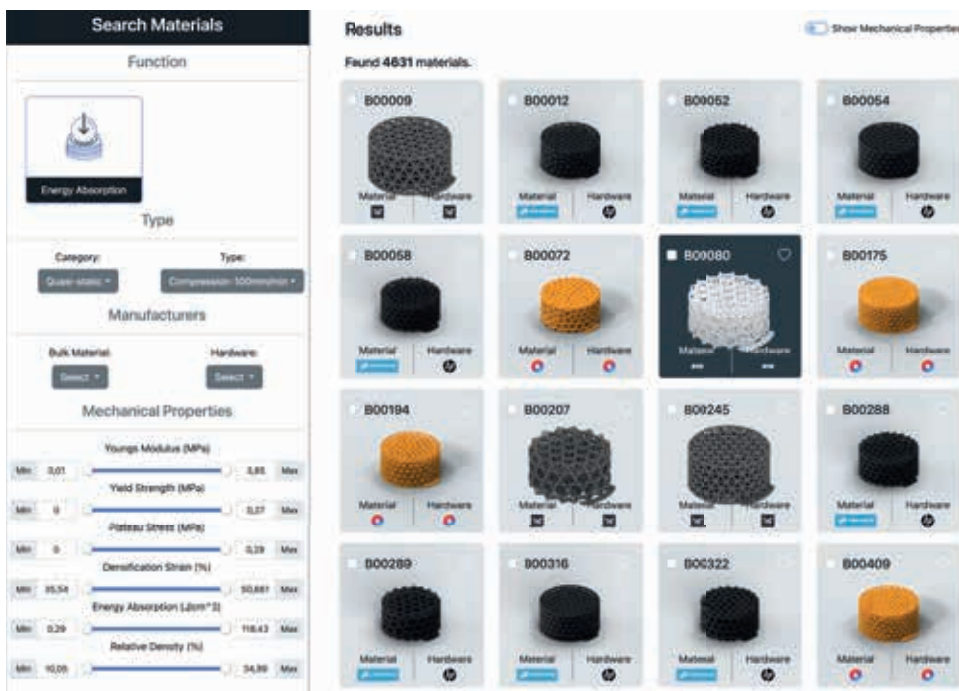 Search Materials
Function
Energy Absorption
Type
Category:
Type:
Quasi-static
Compression-100mm/min
Manufacturers
Bulk Material:
Hardware:
Select
Select
Mechanical Properties
Youngs Modulus (MPa)
Min 0,01 3,85 Max
Yield Strength (MPa)
Min 0 0,27 Max
Plateau Stress (MPa)
Min 0 0,29 Max
Densification Strain (%)
Min 35,54 Max
Energy Absorption (J/cm^3)
Min 0,29 118,43 Max
Relative Density (%)
Min 10,05 34,89 Max
Results
Show Mechanical Properties
Found 4631 materials.
B00009 B00012 B00052 B00054
Material Hardware Material Hardware Material Hardware Material Hardware
B00058 B00072 B00080 B00175
Material Hardware Material Hardware Material Hardware Material Hardware
B00194 B00207 B00245 B00288
Material Hardware Material Hardware Material Hardware Material Hardware
B00289 B00316 B00322 B00409
Material Hardware Material Hardware Material Hardware Material Hardware